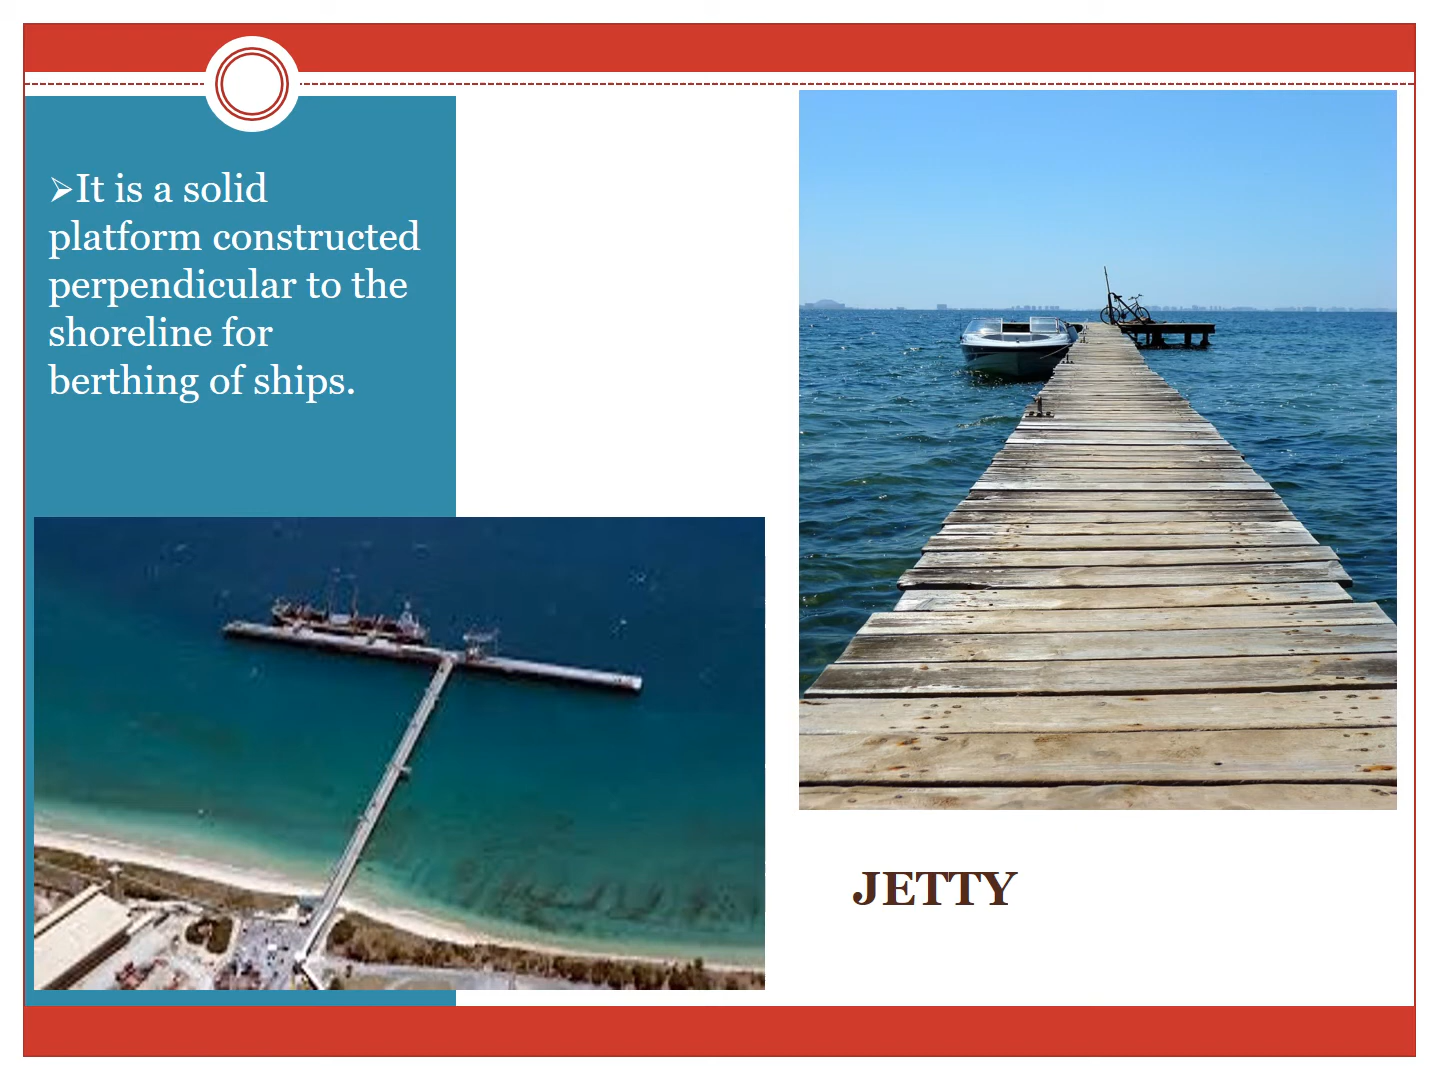 ➢It is a solid
platform constructed
perpendicular to the
shoreline for
berthing of ships.
JETTY